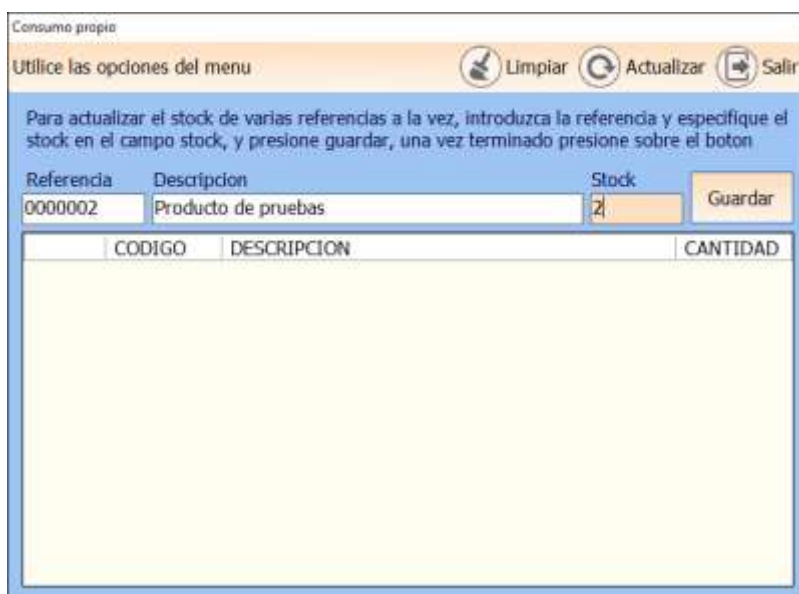 Consumo propio
Utilice las opciones del menu Limpiar Actualizar Salir
Para actualizar el stock de varias referencias a la vez, introduzca la referencia y especifique el
stock en el campo stock, y presione guardar, una vez terminado presione sobre el boton
Referencia Descripcion Stock
0000002 Producto de pruebas 2 Guardar
CODIGO DESCRIPCION CANTIDAD